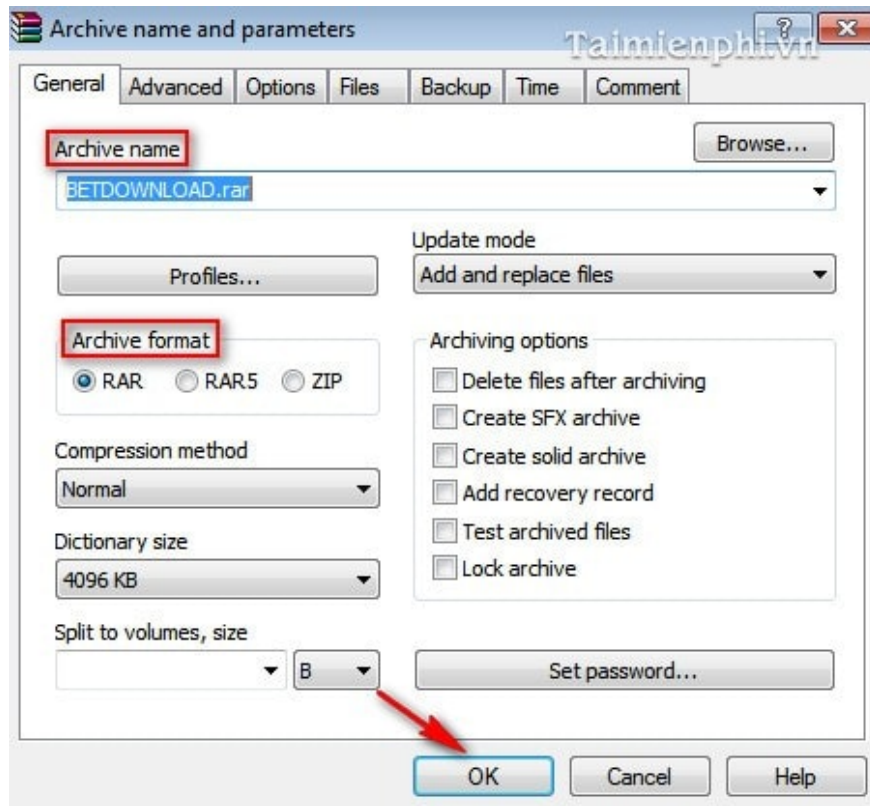 Archive name and parameters
Taimienphi.vn
General Advanced Options Files Backup Time Comment
Archive name
Browse...
BETDOWNLOAD.rar
Update mode
Profiles...
Add and replace files
Archive format
RAR RAR5 ZIP
Archiving options
Delete files after archiving
Create SFX archive
Create solid archive
Add recovery record
Test archived files
Lock archive
Compression method
Normal
Dictionary size
4096 KB
Split to volumes, size
B
Set password...
OK Cancel Help